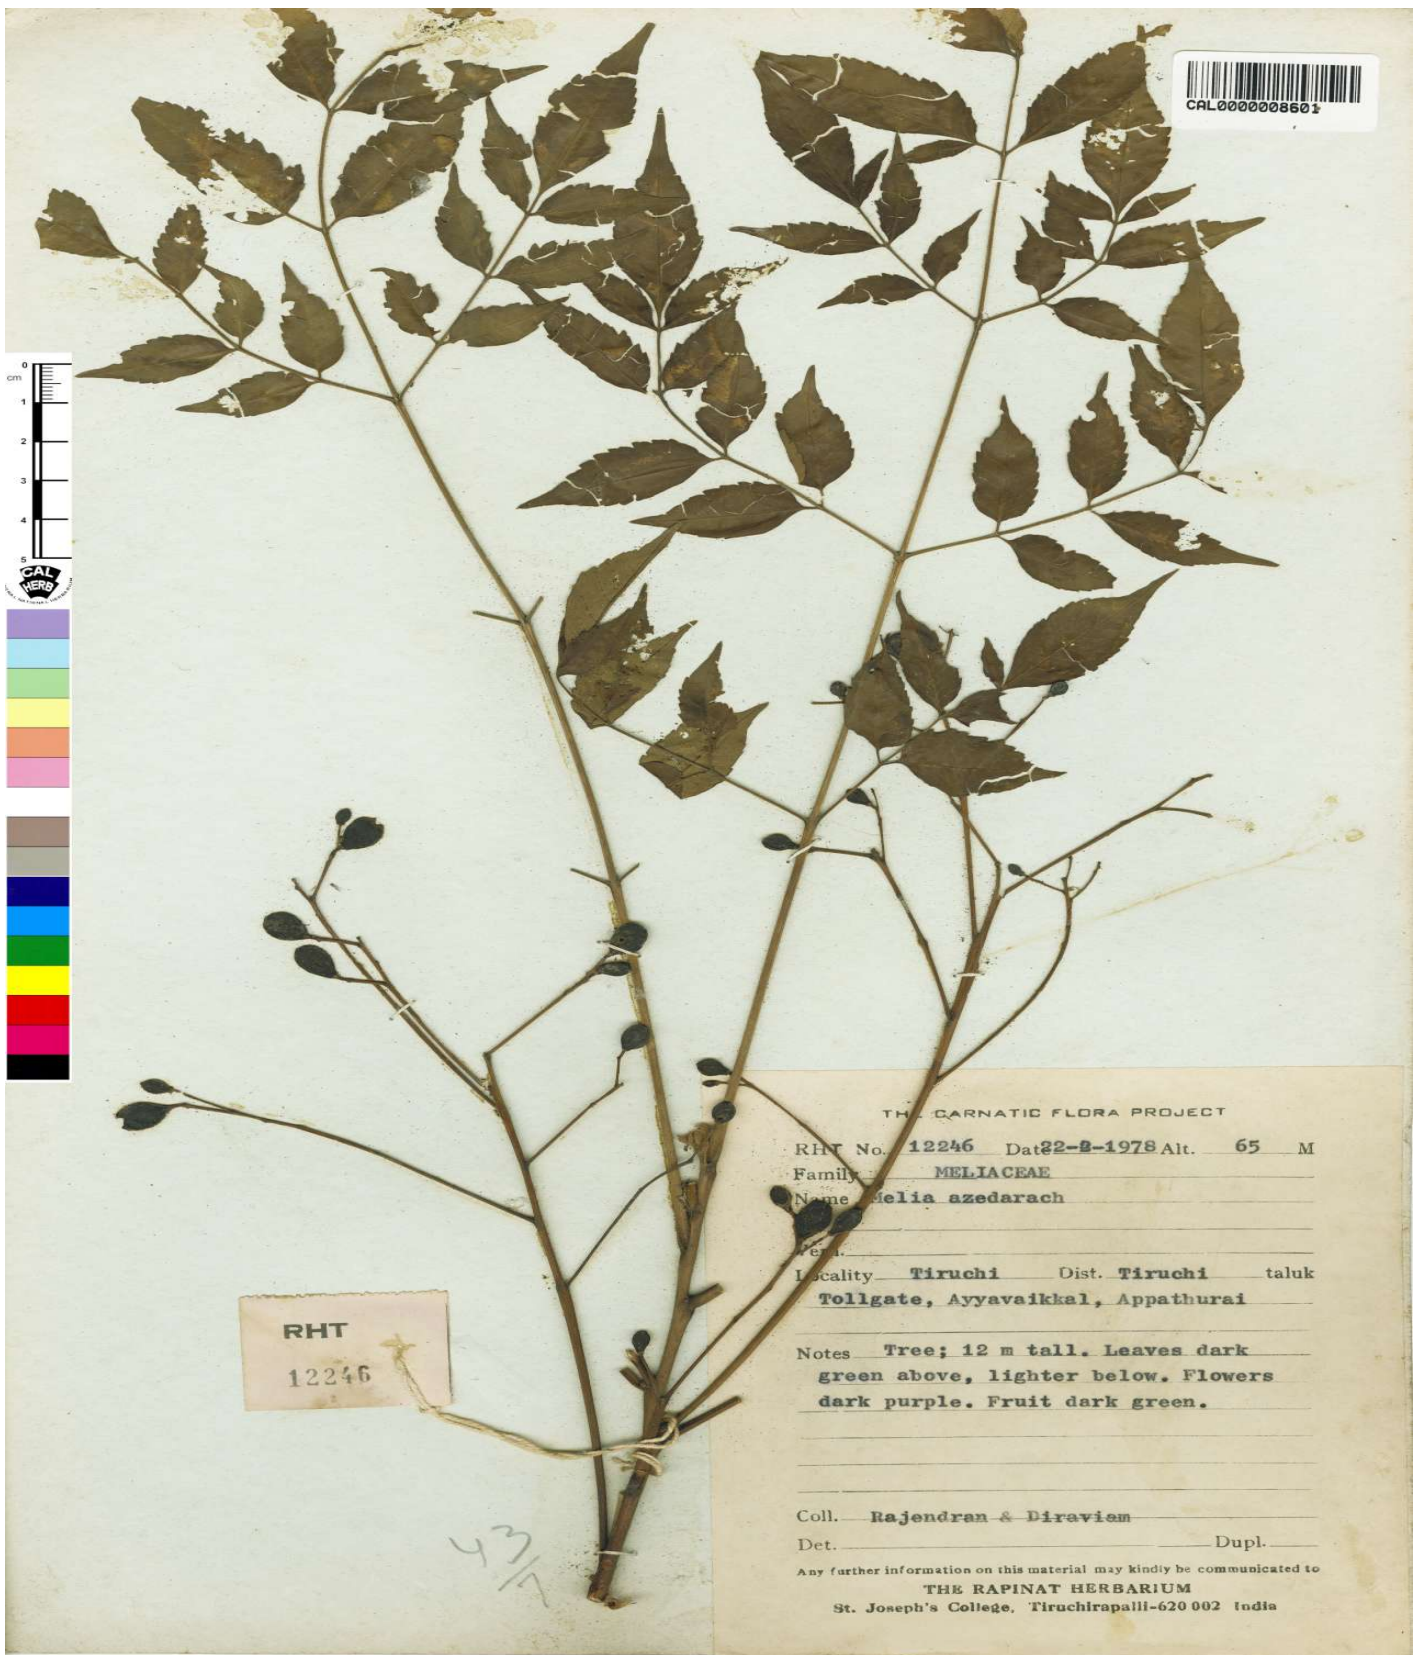 CAL0000008601
0
cm
1
2
3
4
5
CAL
HERB
THE CARNATIC FLORA PROJECT
RHT No. 12246 Date 22-2-1978 Alt. 65 M
Family MELIACEAE
Name Melia azedarach
Vern.
Locality Tiruchi Dist. Tiruchi taluk
Tollgate, Ayyavaikkal, Appathurai
Notes Tree; 12 m tall. Leaves dark
green above, lighter below. Flowers
dark purple. Fruit dark green.
Coll. Rajendran & Diraviam
Det. Dupl.
Any further information on this material may kindly be communicated to
THE RAPINAT HERBARIUM
St. Joseph's College, Tiruchirapalli-620 002 India
RHT
12246
43/7